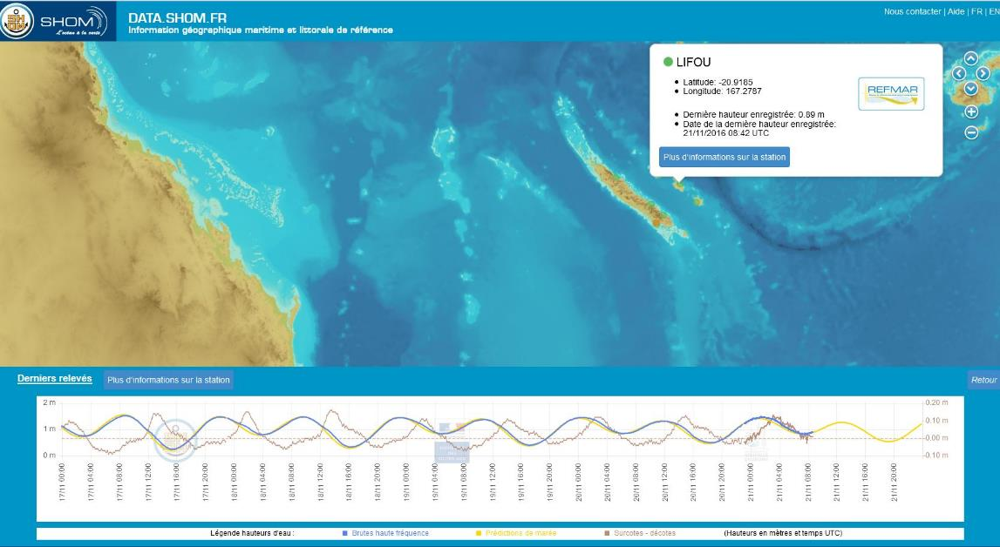 SHOM
L'océan à la carte
DATA.SHOM.FR
Information géographique maritime et littorale de référence
Nous contacter | Aide | FR | EN
LIFOU
Latitude: -20.9185
Longitude: 167.2787
REFMAR
Dernière hauteur enregistrée: 0.89 m
Date de la dernière hauteur enregistrée:
21/11/2016 08:42 UTC
Plus d'informations sur la station
Derniers relevés
Plus d'informations sur la station
Retour
2 m
1 m
0 m
0.20 m
0.10 m
0.00 m
-0.10 m
17/11 00:00
17/11 04:00
17/11 08:00
17/11 12:00
17/11 16:00
17/11 20:00
18/11 00:00
18/11 04:00
18/11 08:00
18/11 12:00
18/11 16:00
18/11 20:00
19/11 00:00
19/11 04:00
19/11 08:00
19/11 12:00
19/11 16:00
19/11 20:00
20/11 00:00
20/11 04:00
20/11 08:00
20/11 12:00
20/11 16:00
20/11 20:00
21/11 00:00
21/11 04:00
21/11 08:00
21/11 12:00
21/11 16:00
21/11 20:00
Légende hauteurs d'eau :
Brutes haute fréquence
Prédictions de marée
Surcotes - décotes
(Hauteurs en mètres et temps UTC)